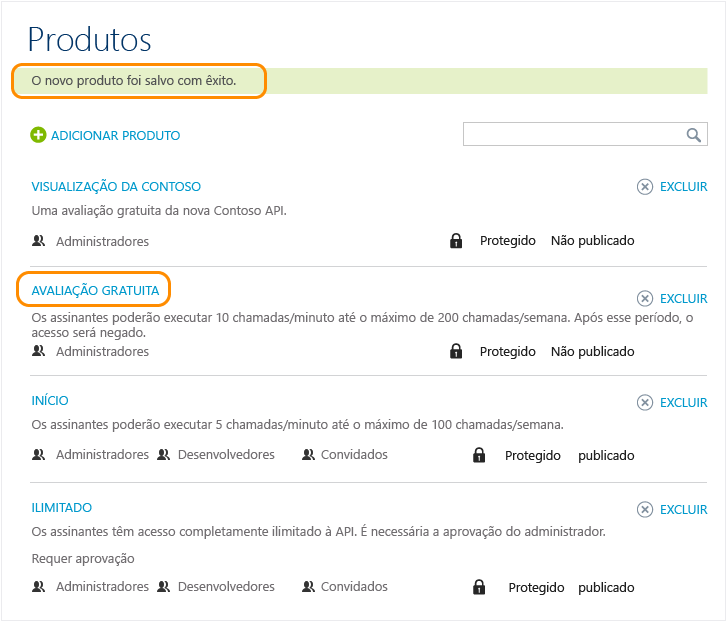 Produtos
O novo produto foi salvo com êxito.
ADICIONAR PRODUTO
VISUALIZAÇÃO DA CONTOSO
EXCLUIR
Uma avaliação gratuita da nova Contoso API.
Administradores Protegido Não publicado
AVALIAÇÃO GRATUITA
EXCLUIR
Os assinantes poderão executar 10 chamadas/minuto até o máximo de 200 chamadas/semana. Após esse período, o
acesso será negado.
Administradores Protegido Não publicado
INÍCIO
EXCLUIR
Os assinantes poderão executar 5 chamadas/minuto até o máximo de 100 chamadas/semana.
Administradores Desenvolvedores Convidados Protegido publicado
ILIMITADO
EXCLUIR
Os assinantes têm acesso completamente ilimitado à API. É necessária a aprovação do administrador.
Requer aprovação
Administradores Desenvolvedores Convidados Protegido publicado